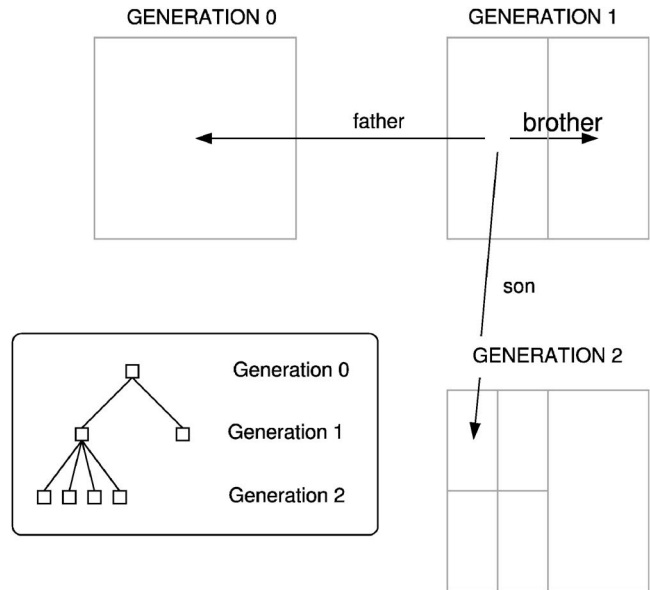 GENERATION 0
GENERATION 1
father
brother
son
GENERATION 2
Generation 0
Generation 1
Generation 2